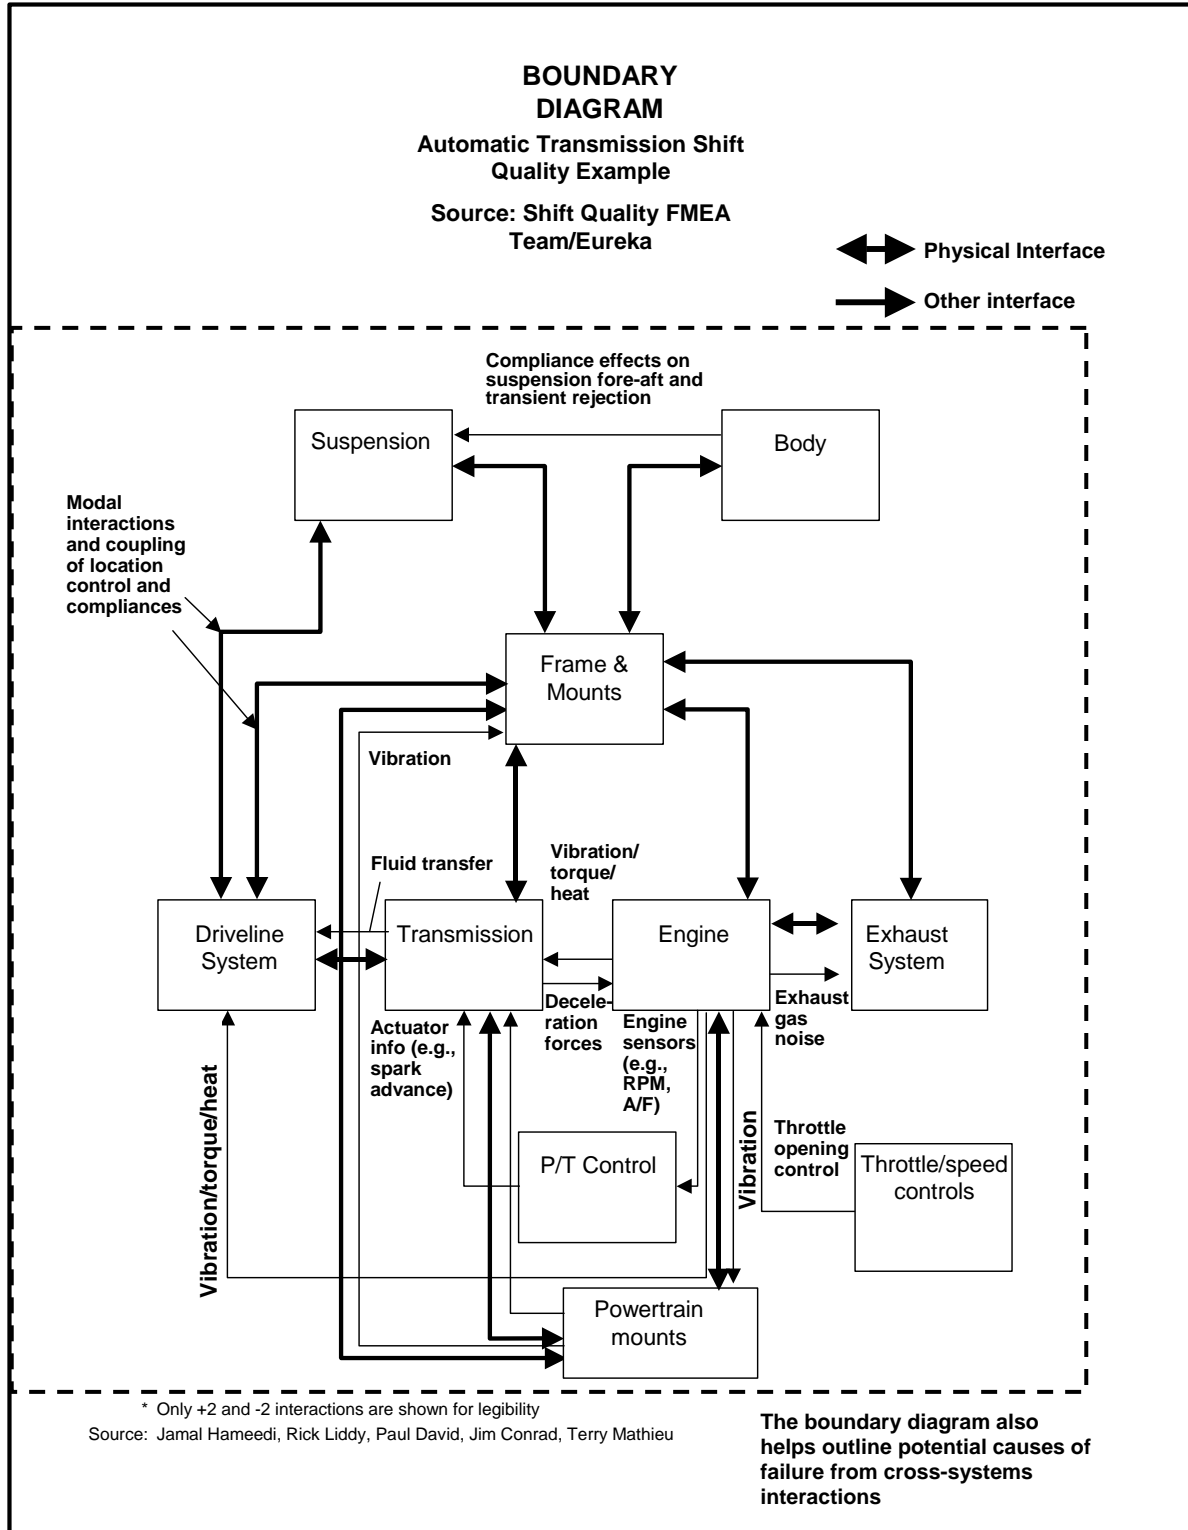 BOUNDARY
DIAGRAM
Automatic Transmission Shift
Quality Example
Source: Shift Quality FMEA
Team/Eureka
Physical Interface
Other interface
Compliance effects on
suspension fore-aft and
transient rejection
Suspension
Body
Modal
interactions
and coupling
of location
control and
compliances
Frame &
Mounts
Vibration
Fluid transfer
Vibration/
torque/
heat
Driveline
System
Transmission
Engine
Exhaust
System
Actuator
info (e.g.,
spark
advance)
Decele-
ration
forces
Engine
sensors
(e.g.,
RPM,
A/F)
Exhaust
gas
noise
Vibration/torque/heat
P/T Control
Vibration
Throttle
opening
control
Throttle/speed
controls
Powertrain
mounts
* Only +2 and -2 interactions are shown for legibility
Source: Jamal Hameedi, Rick Liddy, Paul David, Jim Conrad, Terry Mathieu
The boundary diagram also
helps outline potential causes of
failure from cross-systems
interactions